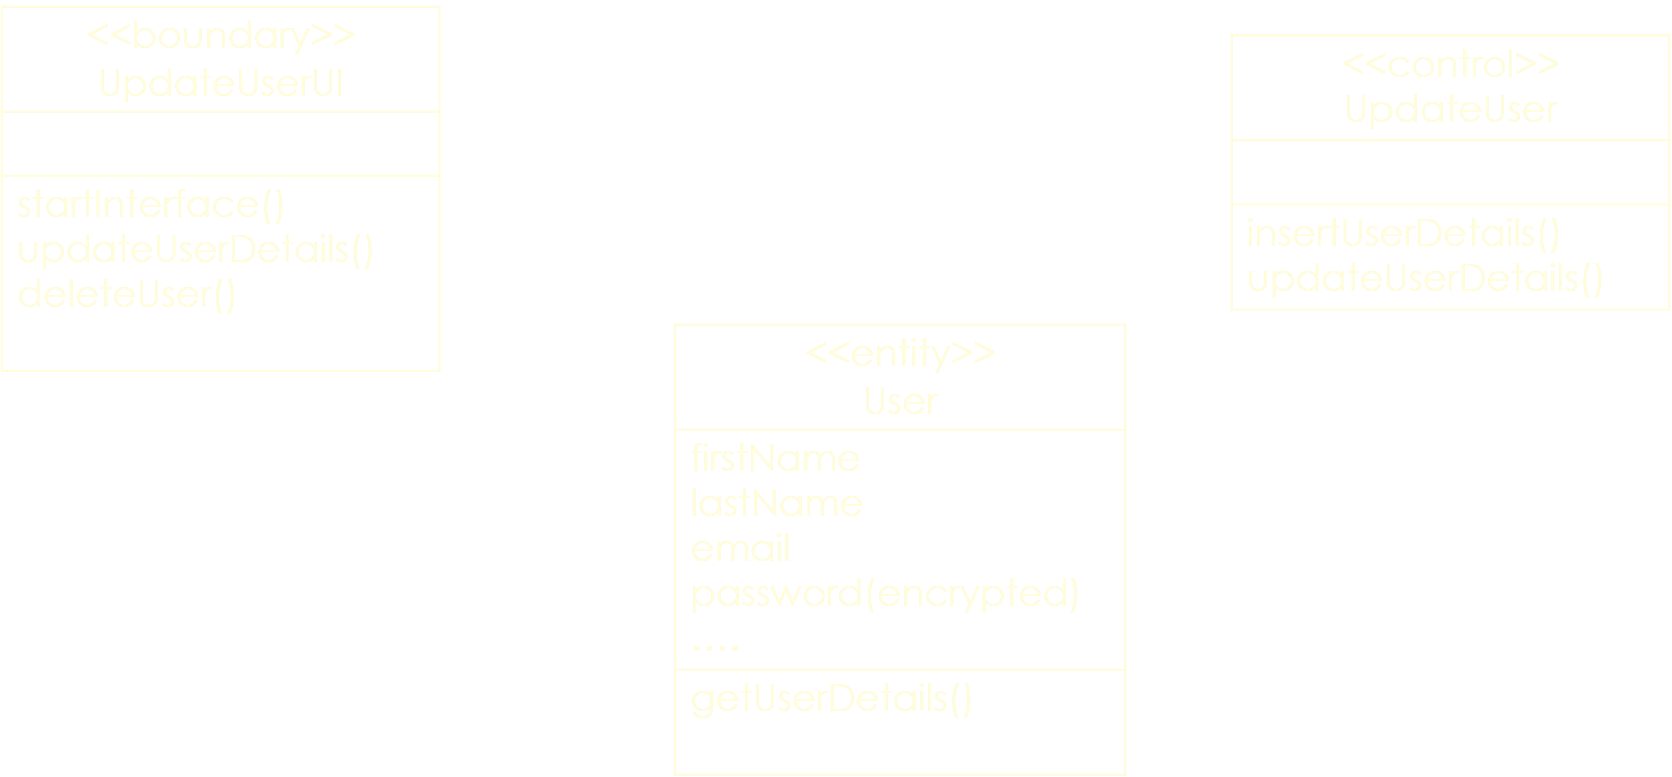 <<boundary>>
UpdateUserUI
startInterface()
updateUserDetails()
deleteUser()
<<control>>
UpdateUser
insertUserDetails()
updateUserDetails()
<<entity>>
User
firstName
lastName
email
password(encrypted)
....
getUserDetails()